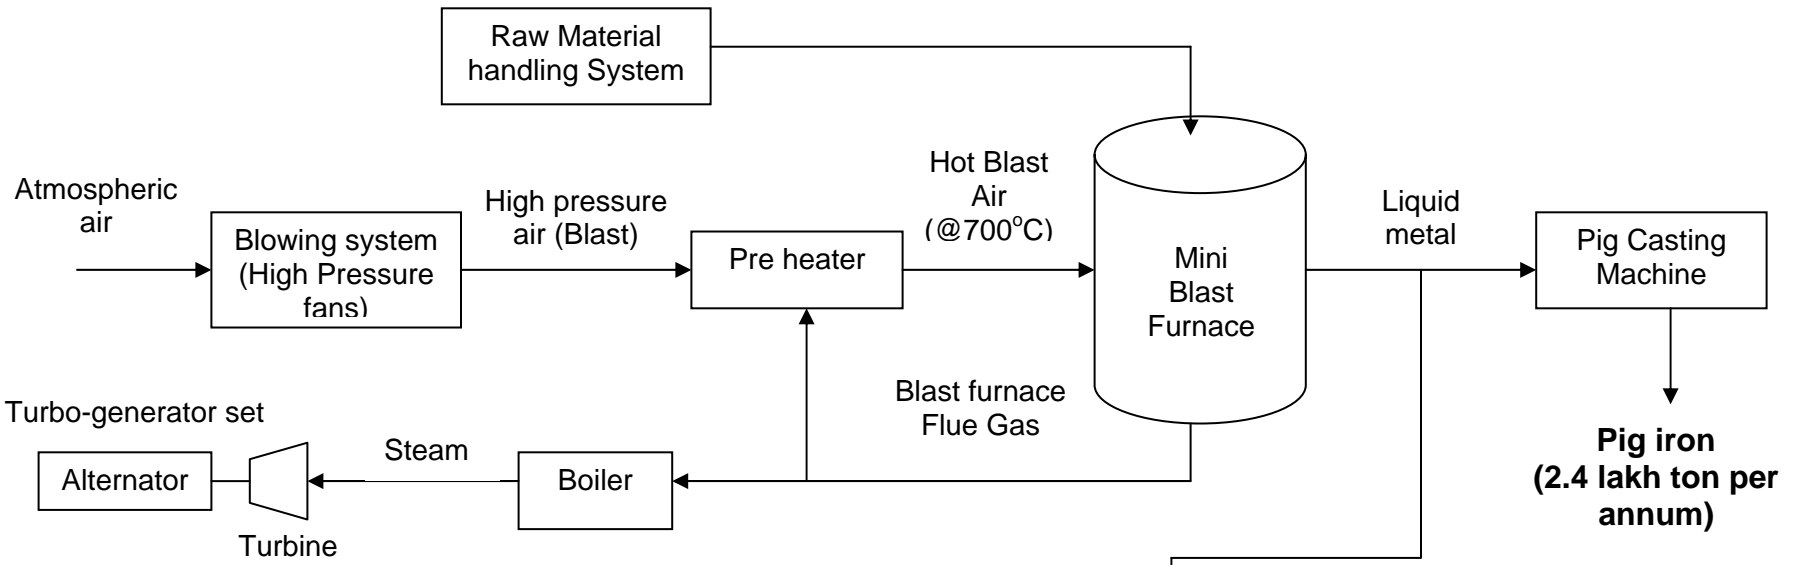 Raw Material
handling System
Atmospheric
air
Blowing system
(High Pressure
fans)
High pressure
air (Blast)
Pre heater
Hot Blast
Air
(@700°C)
Mini
Blast
Furnace
Liquid
metal
Pig Casting
Machine
Pig iron
(2.4 lakh ton per
annum)
Blast furnace
Flue Gas
Boiler
Steam
Turbo-generator set
Alternator
Turbine